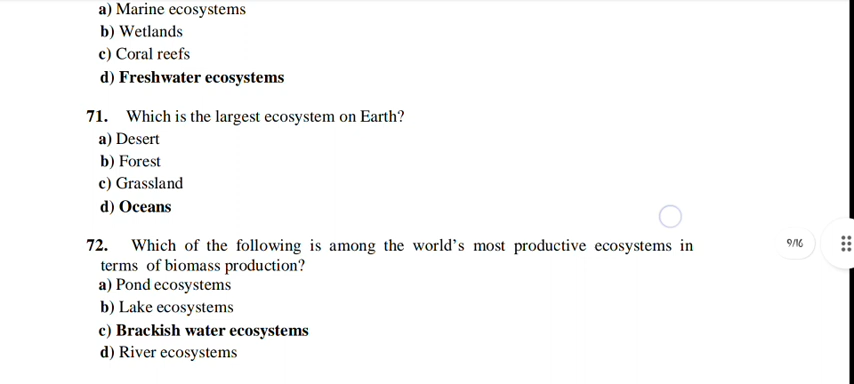 a) Marine ecosystems
b) Wetlands
c) Coral reefs
d) Freshwater ecosystems
71. Which is the largest ecosystem on Earth?
a) Desert
b) Forest
c) Grassland
d) Oceans
72. Which of the following is among the world's most productive ecosystems in
terms of biomass production?
a) Pond ecosystems
b) Lake ecosystems
c) Brackish water ecosystems
d) River ecosystems
9/16